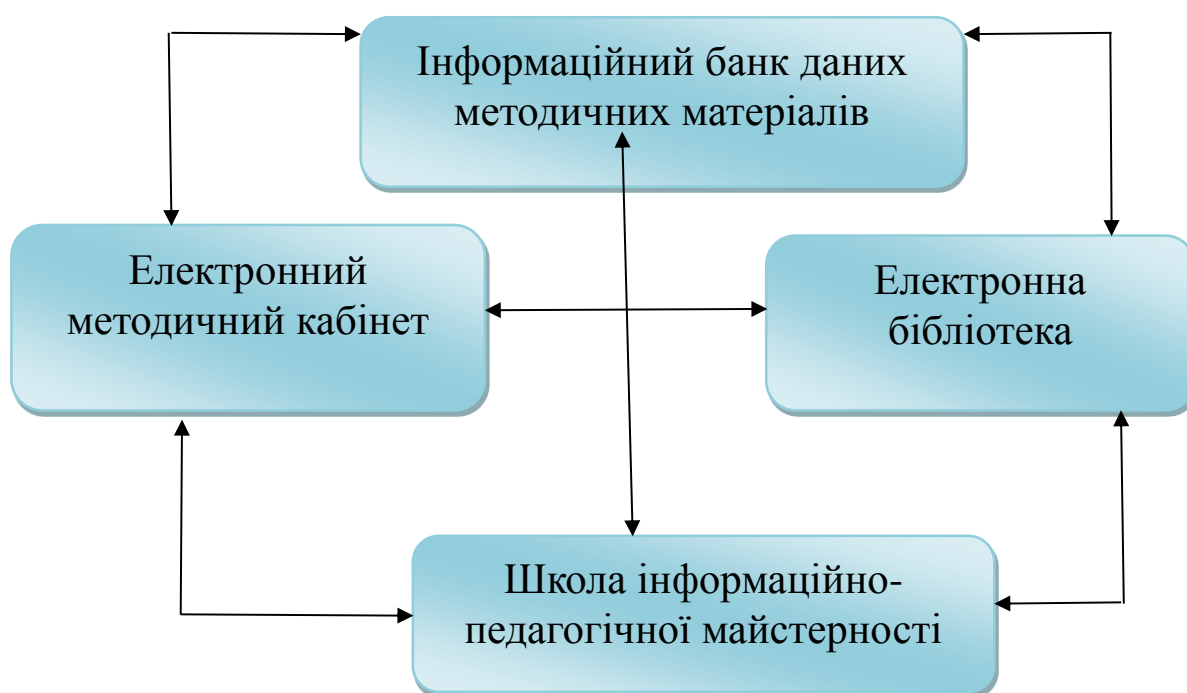 Інформаційний банк даних
методичних матеріалів
Електронний
методичний кабінет
Електронна
бібліотека
Школа інформаційно-
педагогічної майстерності